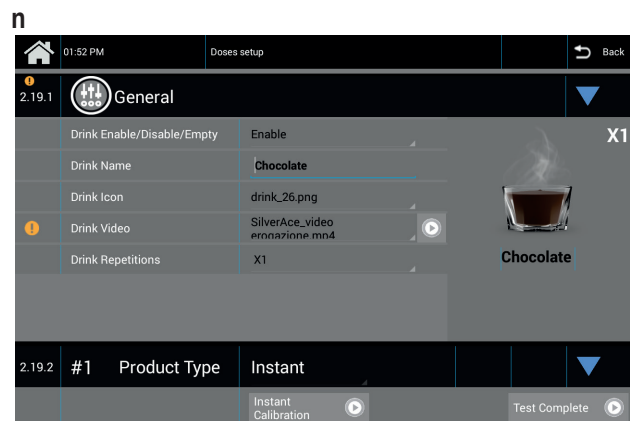 n
01:52 PM Doses setup Back
!
2.19.1 General
Drink Enable/Disable/Empty Enable X1
Drink Name Chocolate
Drink Icon drink_26.png
! Drink Video SilverAce_video
erogazione.mp4
Drink Repetitions X1
Chocolate
2.19.2 #1 Product Type Instant
Instant
Calibration
Test Complete